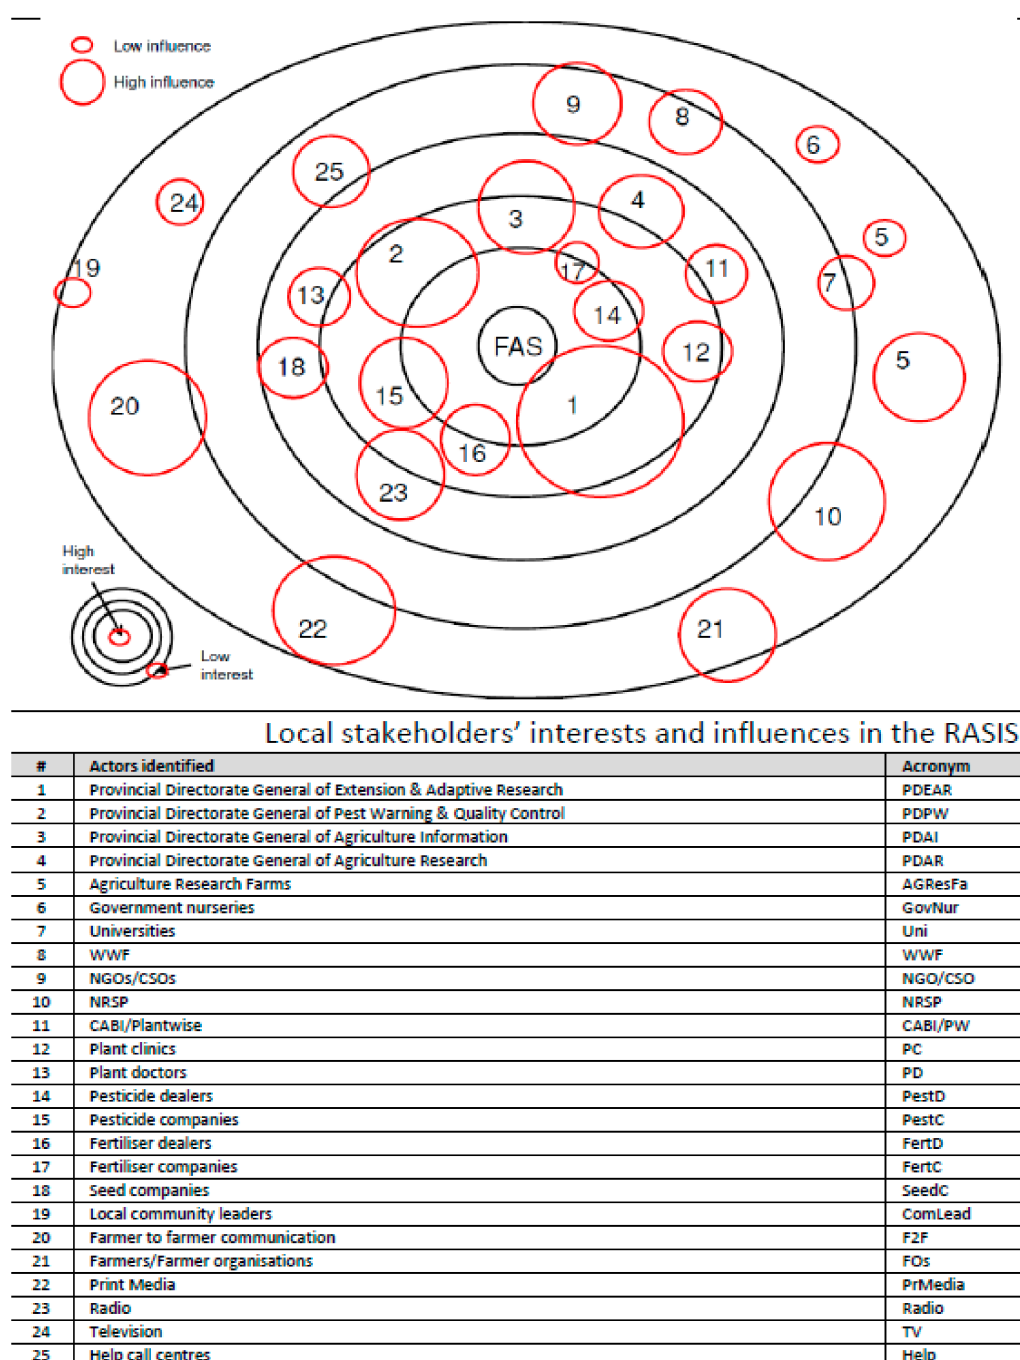 Low influence
High influence
9
8
6
25
24
4
3
5
19
2
17
11
7
13
14
FAS
12
18
5
15
1
20
16
23
10
High
interest
22
21
Low
interest
Local stakeholders' interests and influences in the RASIS
# Actors identified Acronym
1 Provincial Directorate General of Extension & Adaptive Research PDEAR
2 Provincial Directorate General of Pest Warning & Quality Control PDPW
3 Provincial Directorate General of Agriculture Information PDAI
4 Provincial Directorate General of Agriculture Research PDAR
5 Agriculture Research Farms AGResFa
6 Government nurseries GovNur
7 Universities Uni
8 WWF WWF
9 NGOs/CSOs NGO/CSO
10 NRSP NRSP
11 CABI/Plantwise CABI/PW
12 Plant clinics PC
13 Plant doctors PD
14 Pesticide dealers PestD
15 Pesticide companies PestC
16 Fertiliser dealers FertD
17 Fertiliser companies FertC
18 Seed companies SeedC
19 Local community leaders ComLead
20 Farmer to farmer communication F2F
21 Farmers/Farmer organisations FOs
22 Print Media PrMedia
23 Radio Radio
24 Television TV
25 Help call centres Help